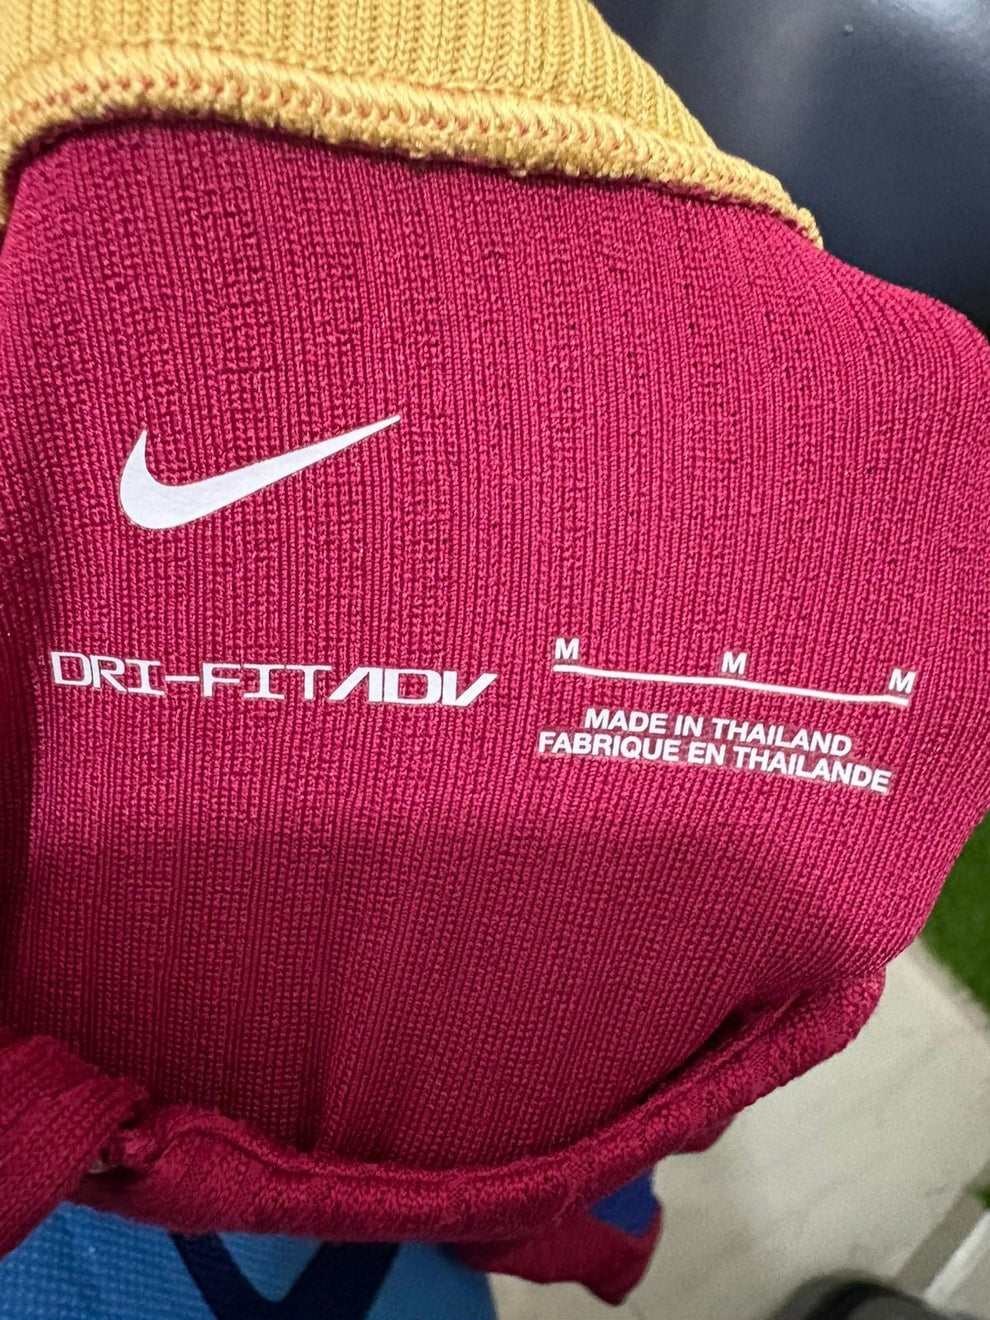 DRI-FIT ADV
M M M
MADE IN THAILAND
FABRIQUE EN THAILANDE